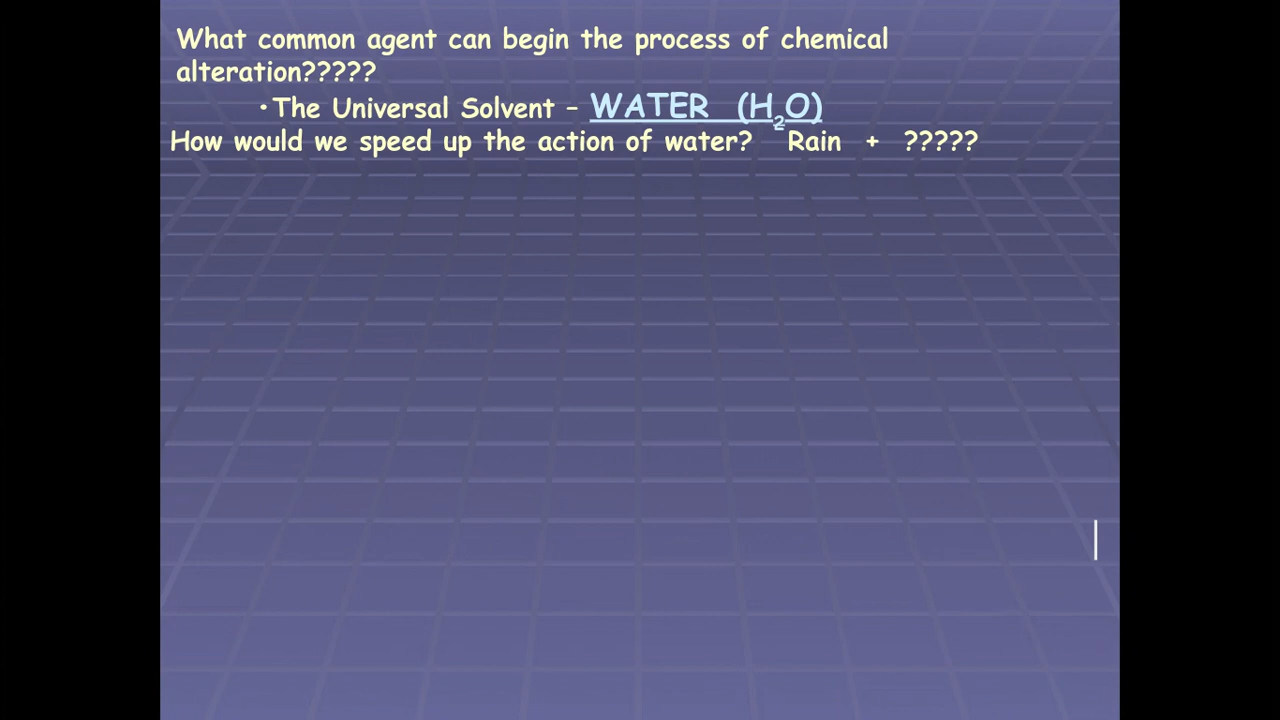 What common agent can begin the process of chemical
alteration?????
•The Universal Solvent – WATER (H₂O)
How would we speed up the action of water? Rain + ?????